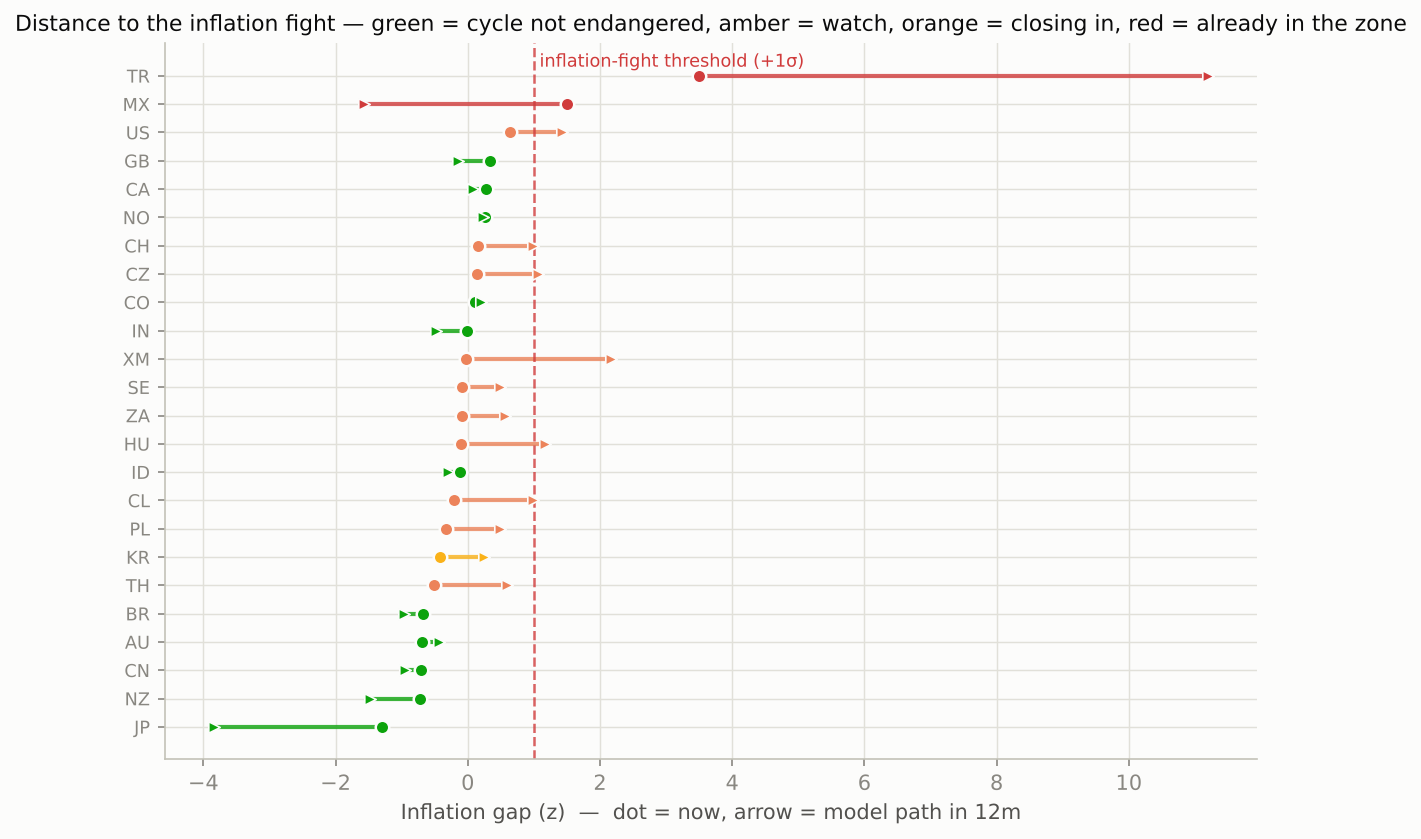 Distance to the inflation fight — green = cycle not endangered, amber = watch, orange = closing in, red = already in the zone
inflation-fight threshold (+1σ)
TR
MX
US
GB
CA
NO
CH
CZ
CO
IN
XM
SE
ZA
HU
ID
CL
PL
KR
TH
BR
AU
CN
NZ
JP
−4 −2 0 2 4 6 8 10
Inflation gap (z) — dot = now, arrow = model path in 12m